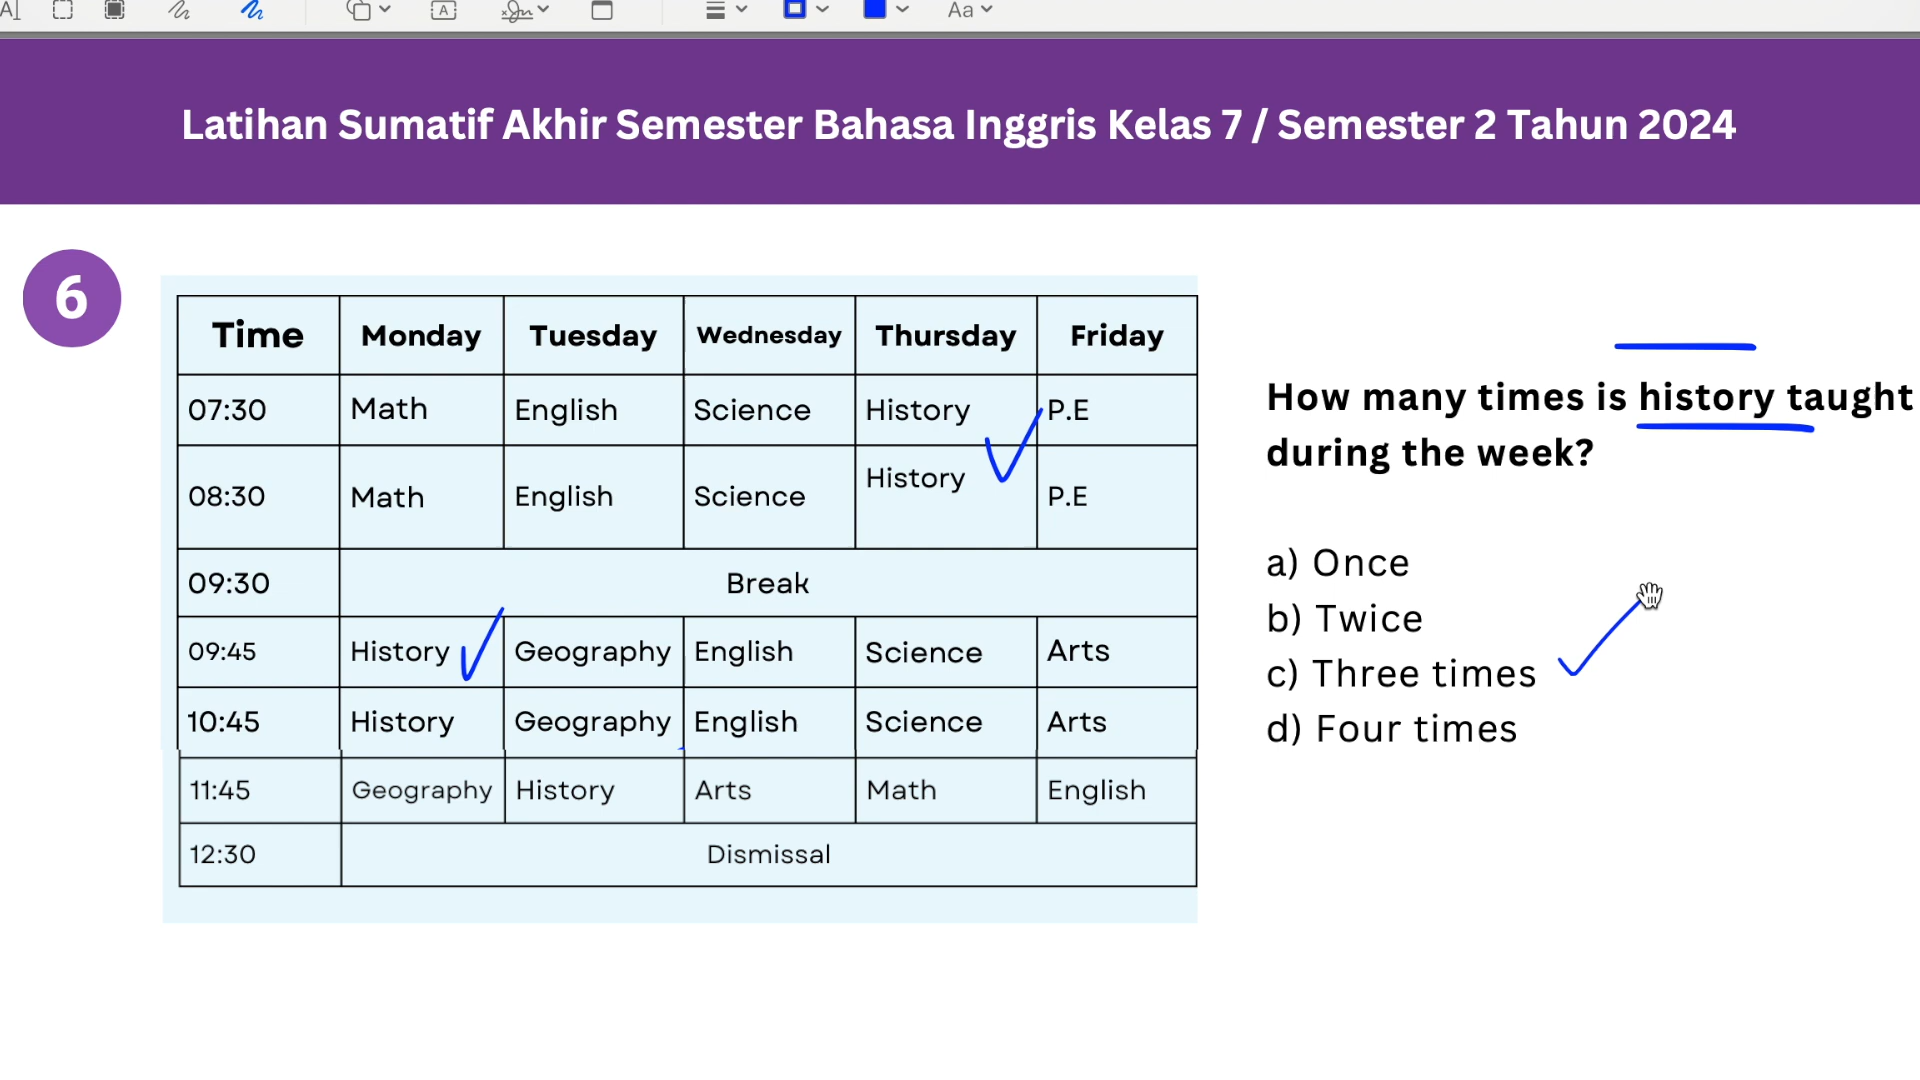 Aa
Latihan Sumatif Akhir Semester Bahasa Inggris Kelas 7 / Semester 2 Tahun 2024
6
Time Monday Tuesday Wednesday Thursday Friday
07:30 Math English Science History P.E
08:30 Math English Science History P.E
09:30 Break
09:45 History Geography English Science Arts
10:45 History Geography English Science Arts
11:45 Geography History Arts Math English
12:30 Dismissal
How many times is history taught
during the week?
a) Once
b) Twice
c) Three times
d) Four times